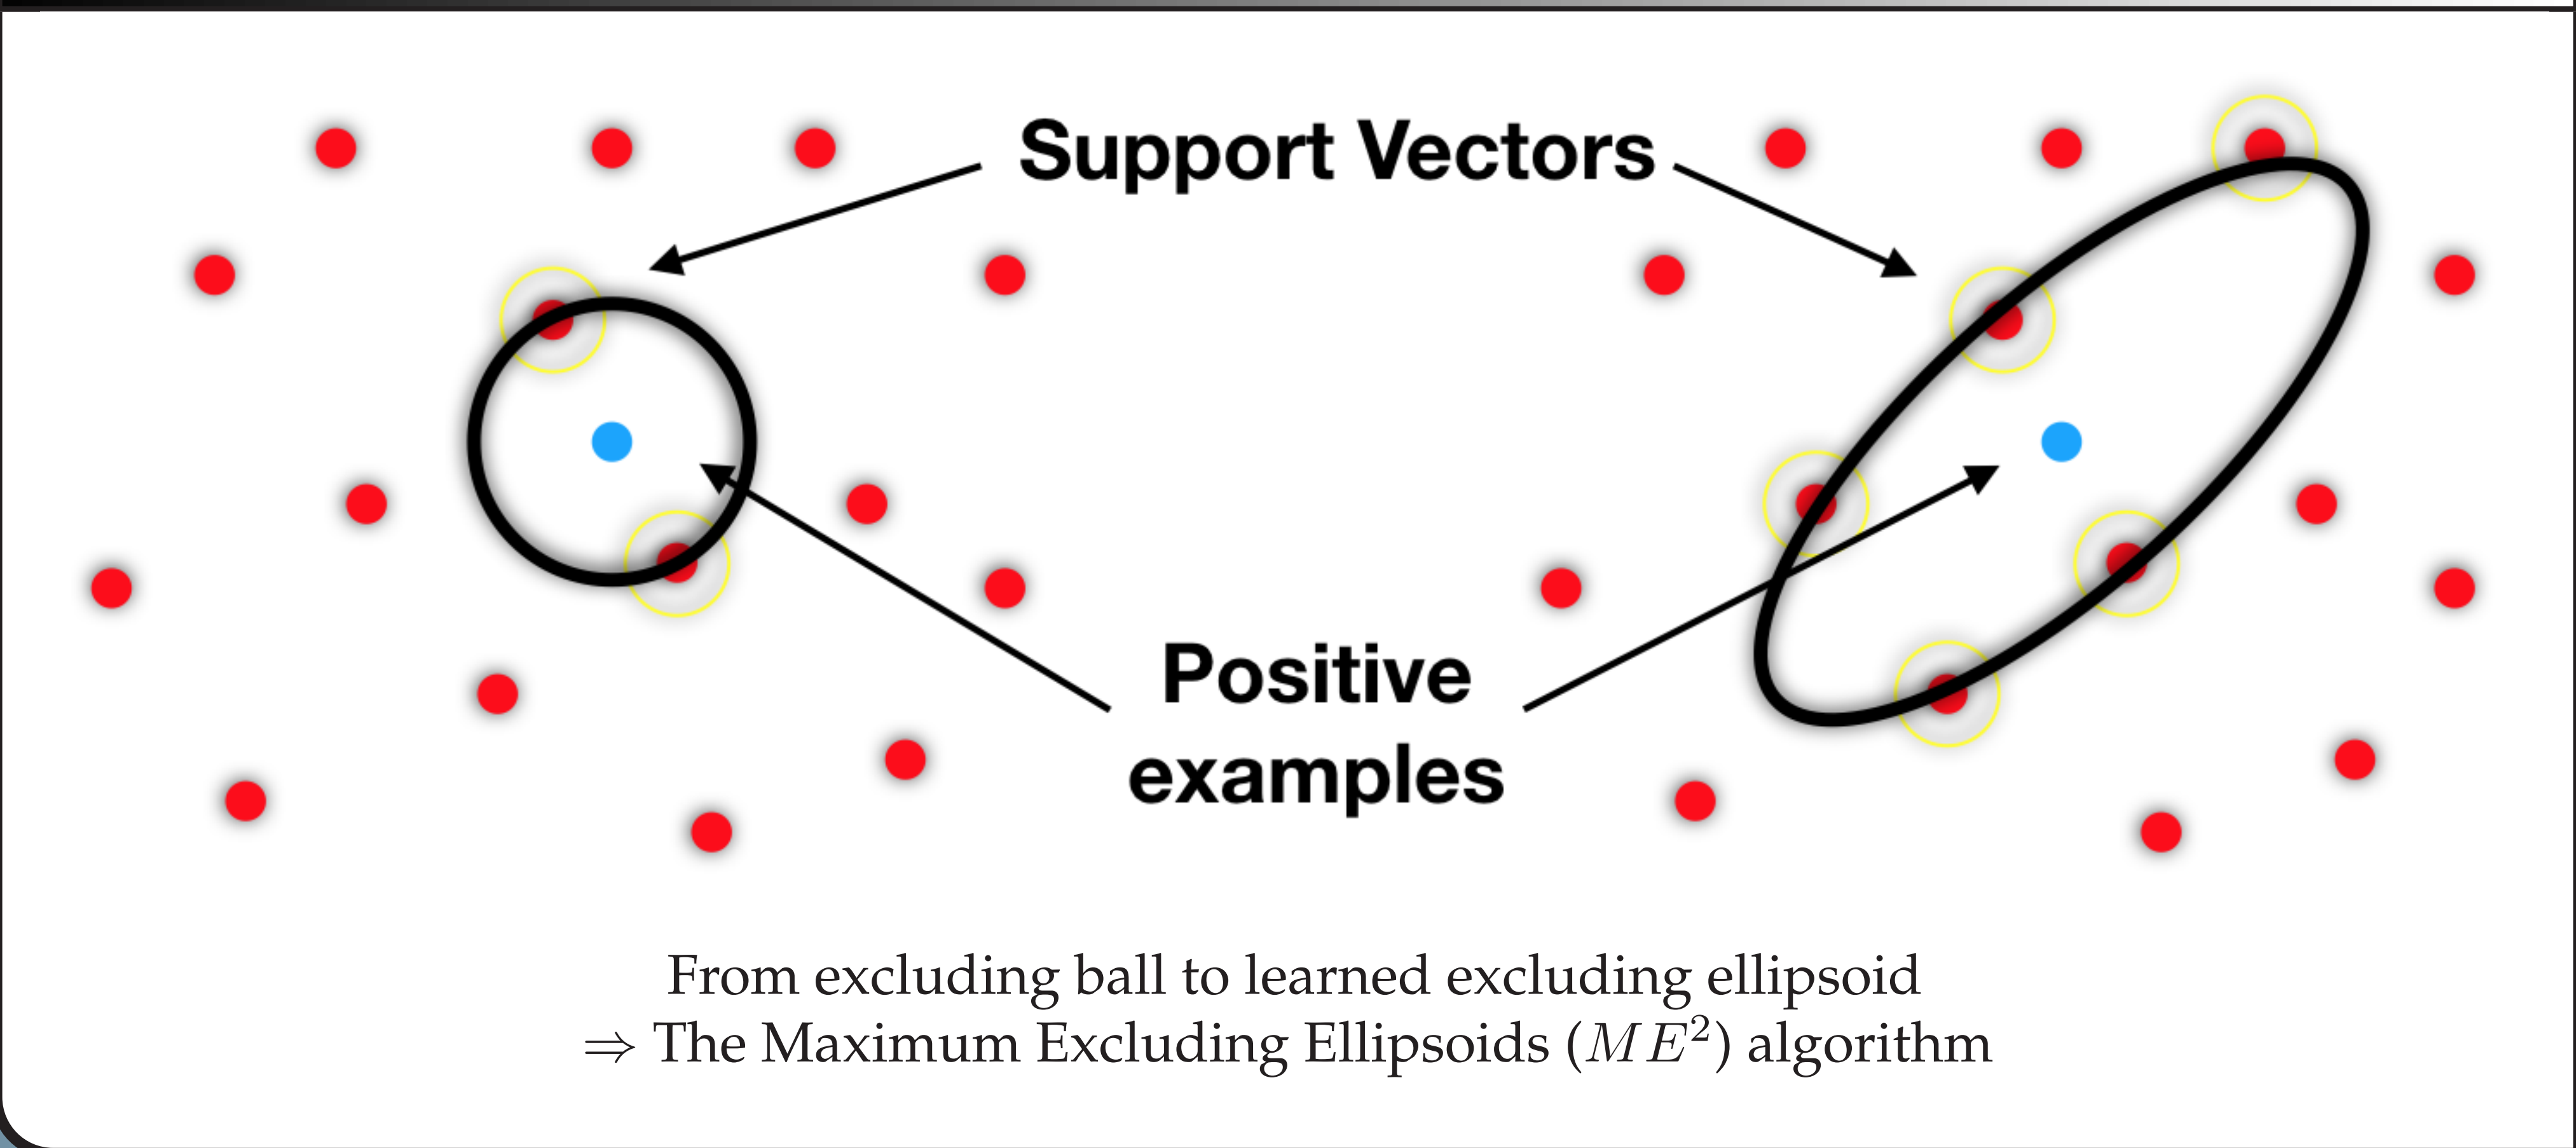 Support Vectors
Positive
examples
From excluding ball to learned excluding ellipsoid
⇒ The Maximum Excluding Ellipsoids (ME²) algorithm